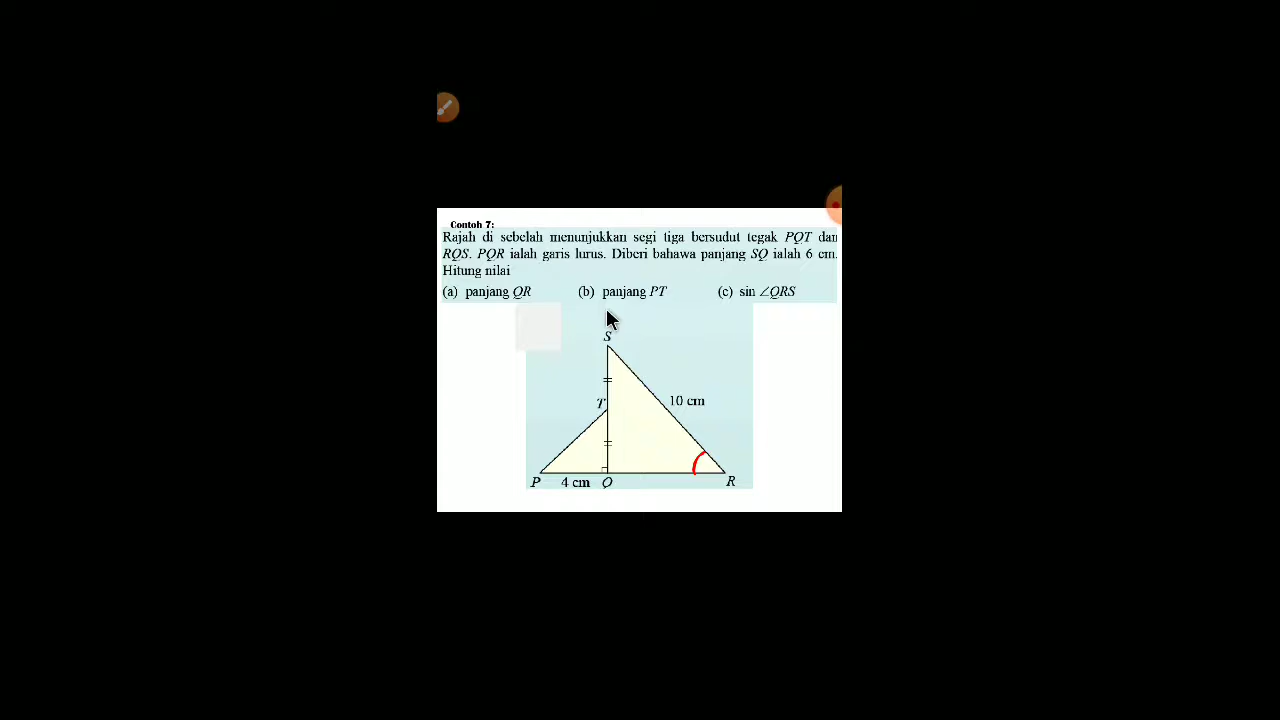 Contoh 7:
Rajah di sebelah menunjukkan segi tiga bersudut tegak PQT dan
RQS. PQR ialah garis lurus. Diberi bahawa panjang SQ ialah 6 cm.
Hitung nilai
(a) panjang QR (b) panjang PT (c) sin ∠QRS
S
T 10 cm
P 4 cm Q R